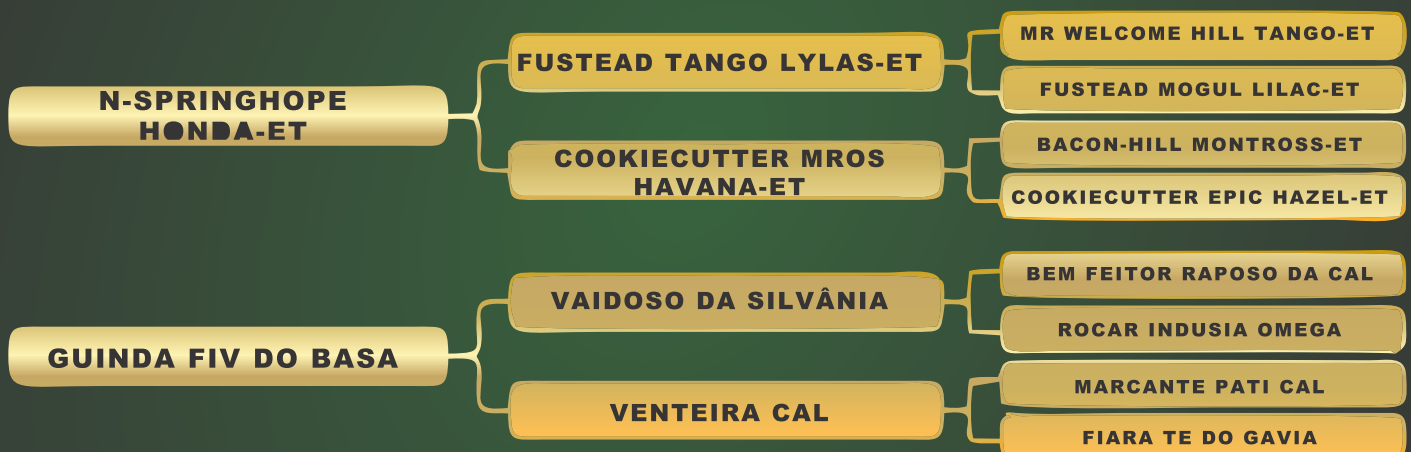 N-SPRINGHOPE
HONDA-ET
FUSTEAD TANGO LYLAS-ET
COOKIECUTTER MROS
HAVANA-ET
MR WELCOME HILL TANGO-ET
FUSTEAD MOGUL LILAC-ET
BACON-HILL MONTROSS-ET
COOKIECUTTER EPIC HAZEL-ET
GUINDA FIV DO BASA
VAIDOSO DA SILVÂNIA
VENTEIRA CAL
BEM FEITOR RAPOSO DA CAL
ROCAR INDUSIA OMEGA
MARCANTE PATI CAL
FIARA TE DO GAVIA